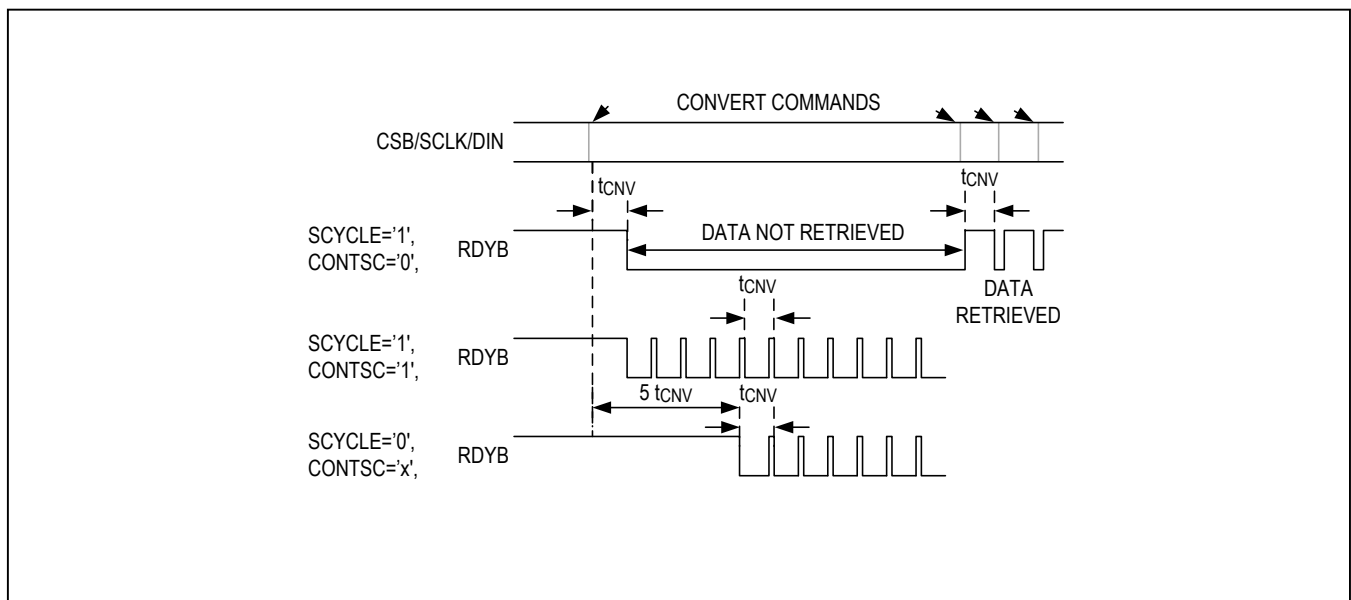 CONVERT COMMANDS
CSB/SCLK/DIN
tCNV
tCNV
SCYCLE='1',
CONTSC='0',
RDYB
DATA NOT RETRIEVED
DATA
RETRIEVED
tCNV
SCYCLE='1',
CONTSC='1',
RDYB
5 tCNV
tCNV
SCYCLE='0',
CONTSC='x',
RDYB